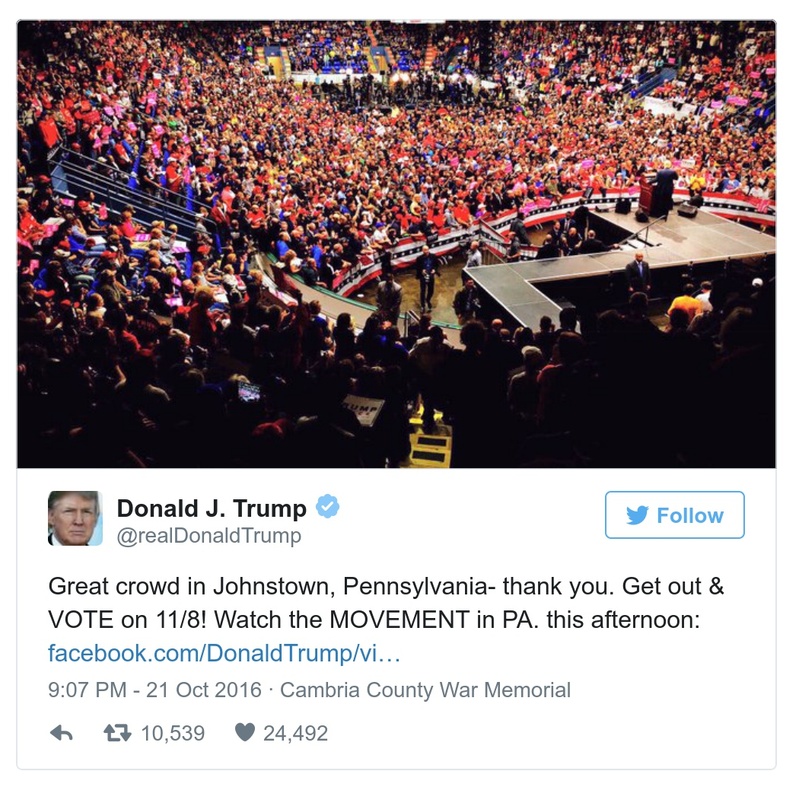 TRUMP
Donald J. Trump
@realDonaldTrump
Follow
Great crowd in Johnstown, Pennsylvania- thank you. Get out &
VOTE on 11/8! Watch the MOVEMENT in PA. this afternoon:
facebook.com/DonaldTrump/vi…
9:07 PM - 21 Oct 2016 · Cambria County War Memorial
10,539 24,492